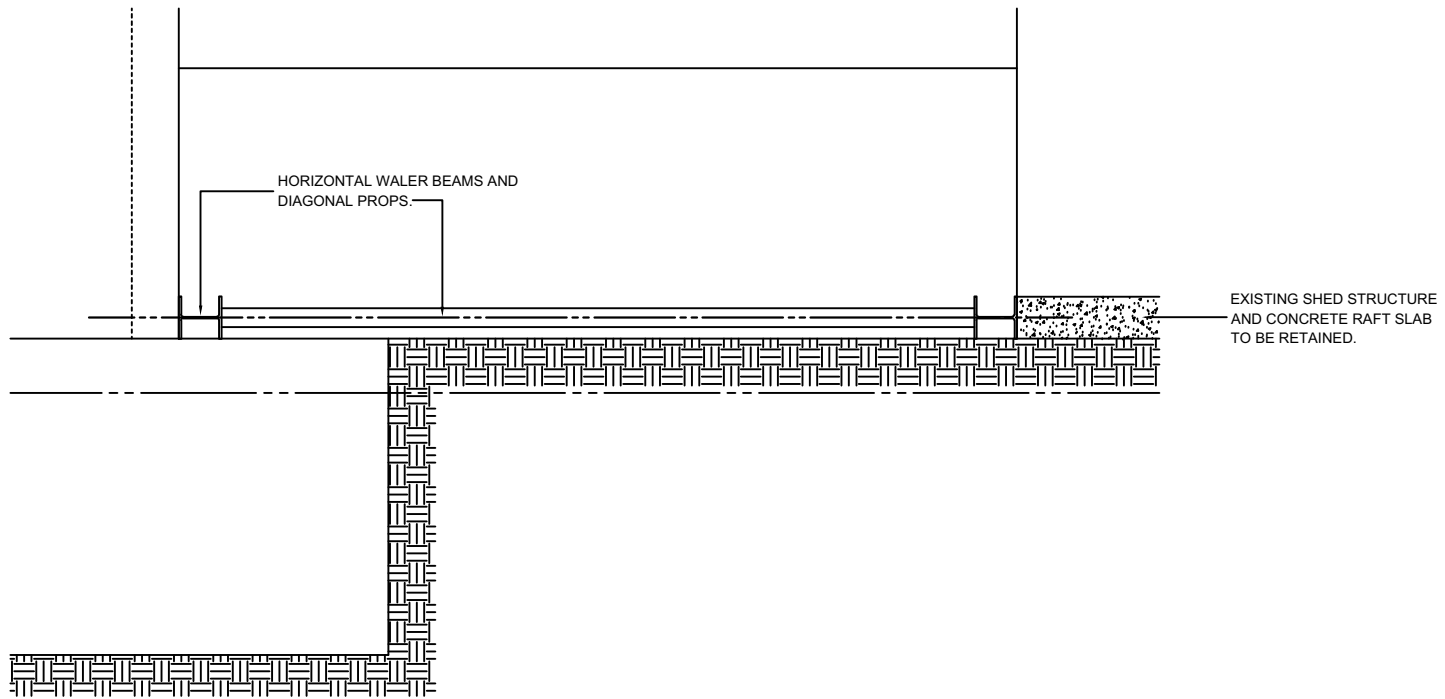 HORIZONTAL WALER BEAMS AND
DIAGONAL PROPS.
EXISTING SHED STRUCTURE
AND CONCRETE RAFT SLAB
TO BE RETAINED.